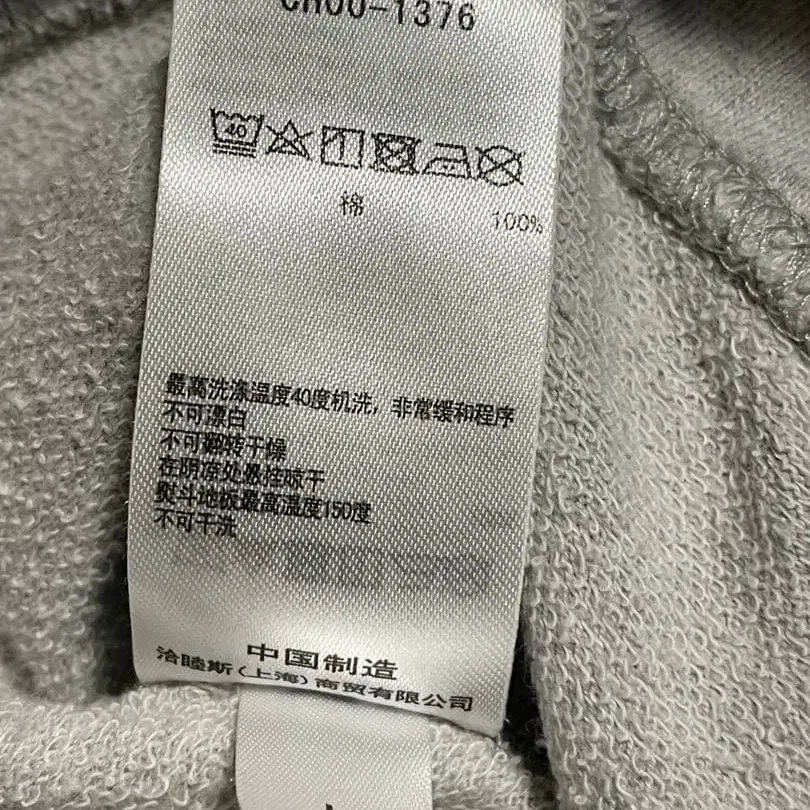 CH00-1376
40
棉 100%
最高洗涤温度40度机洗，非常缓和程序
不可漂白
不可翻转干燥
在阴凉处悬挂晾干
熨斗地板最高温度150度
不可干洗
中国制造
洽睦斯（上海）商贸有限公司